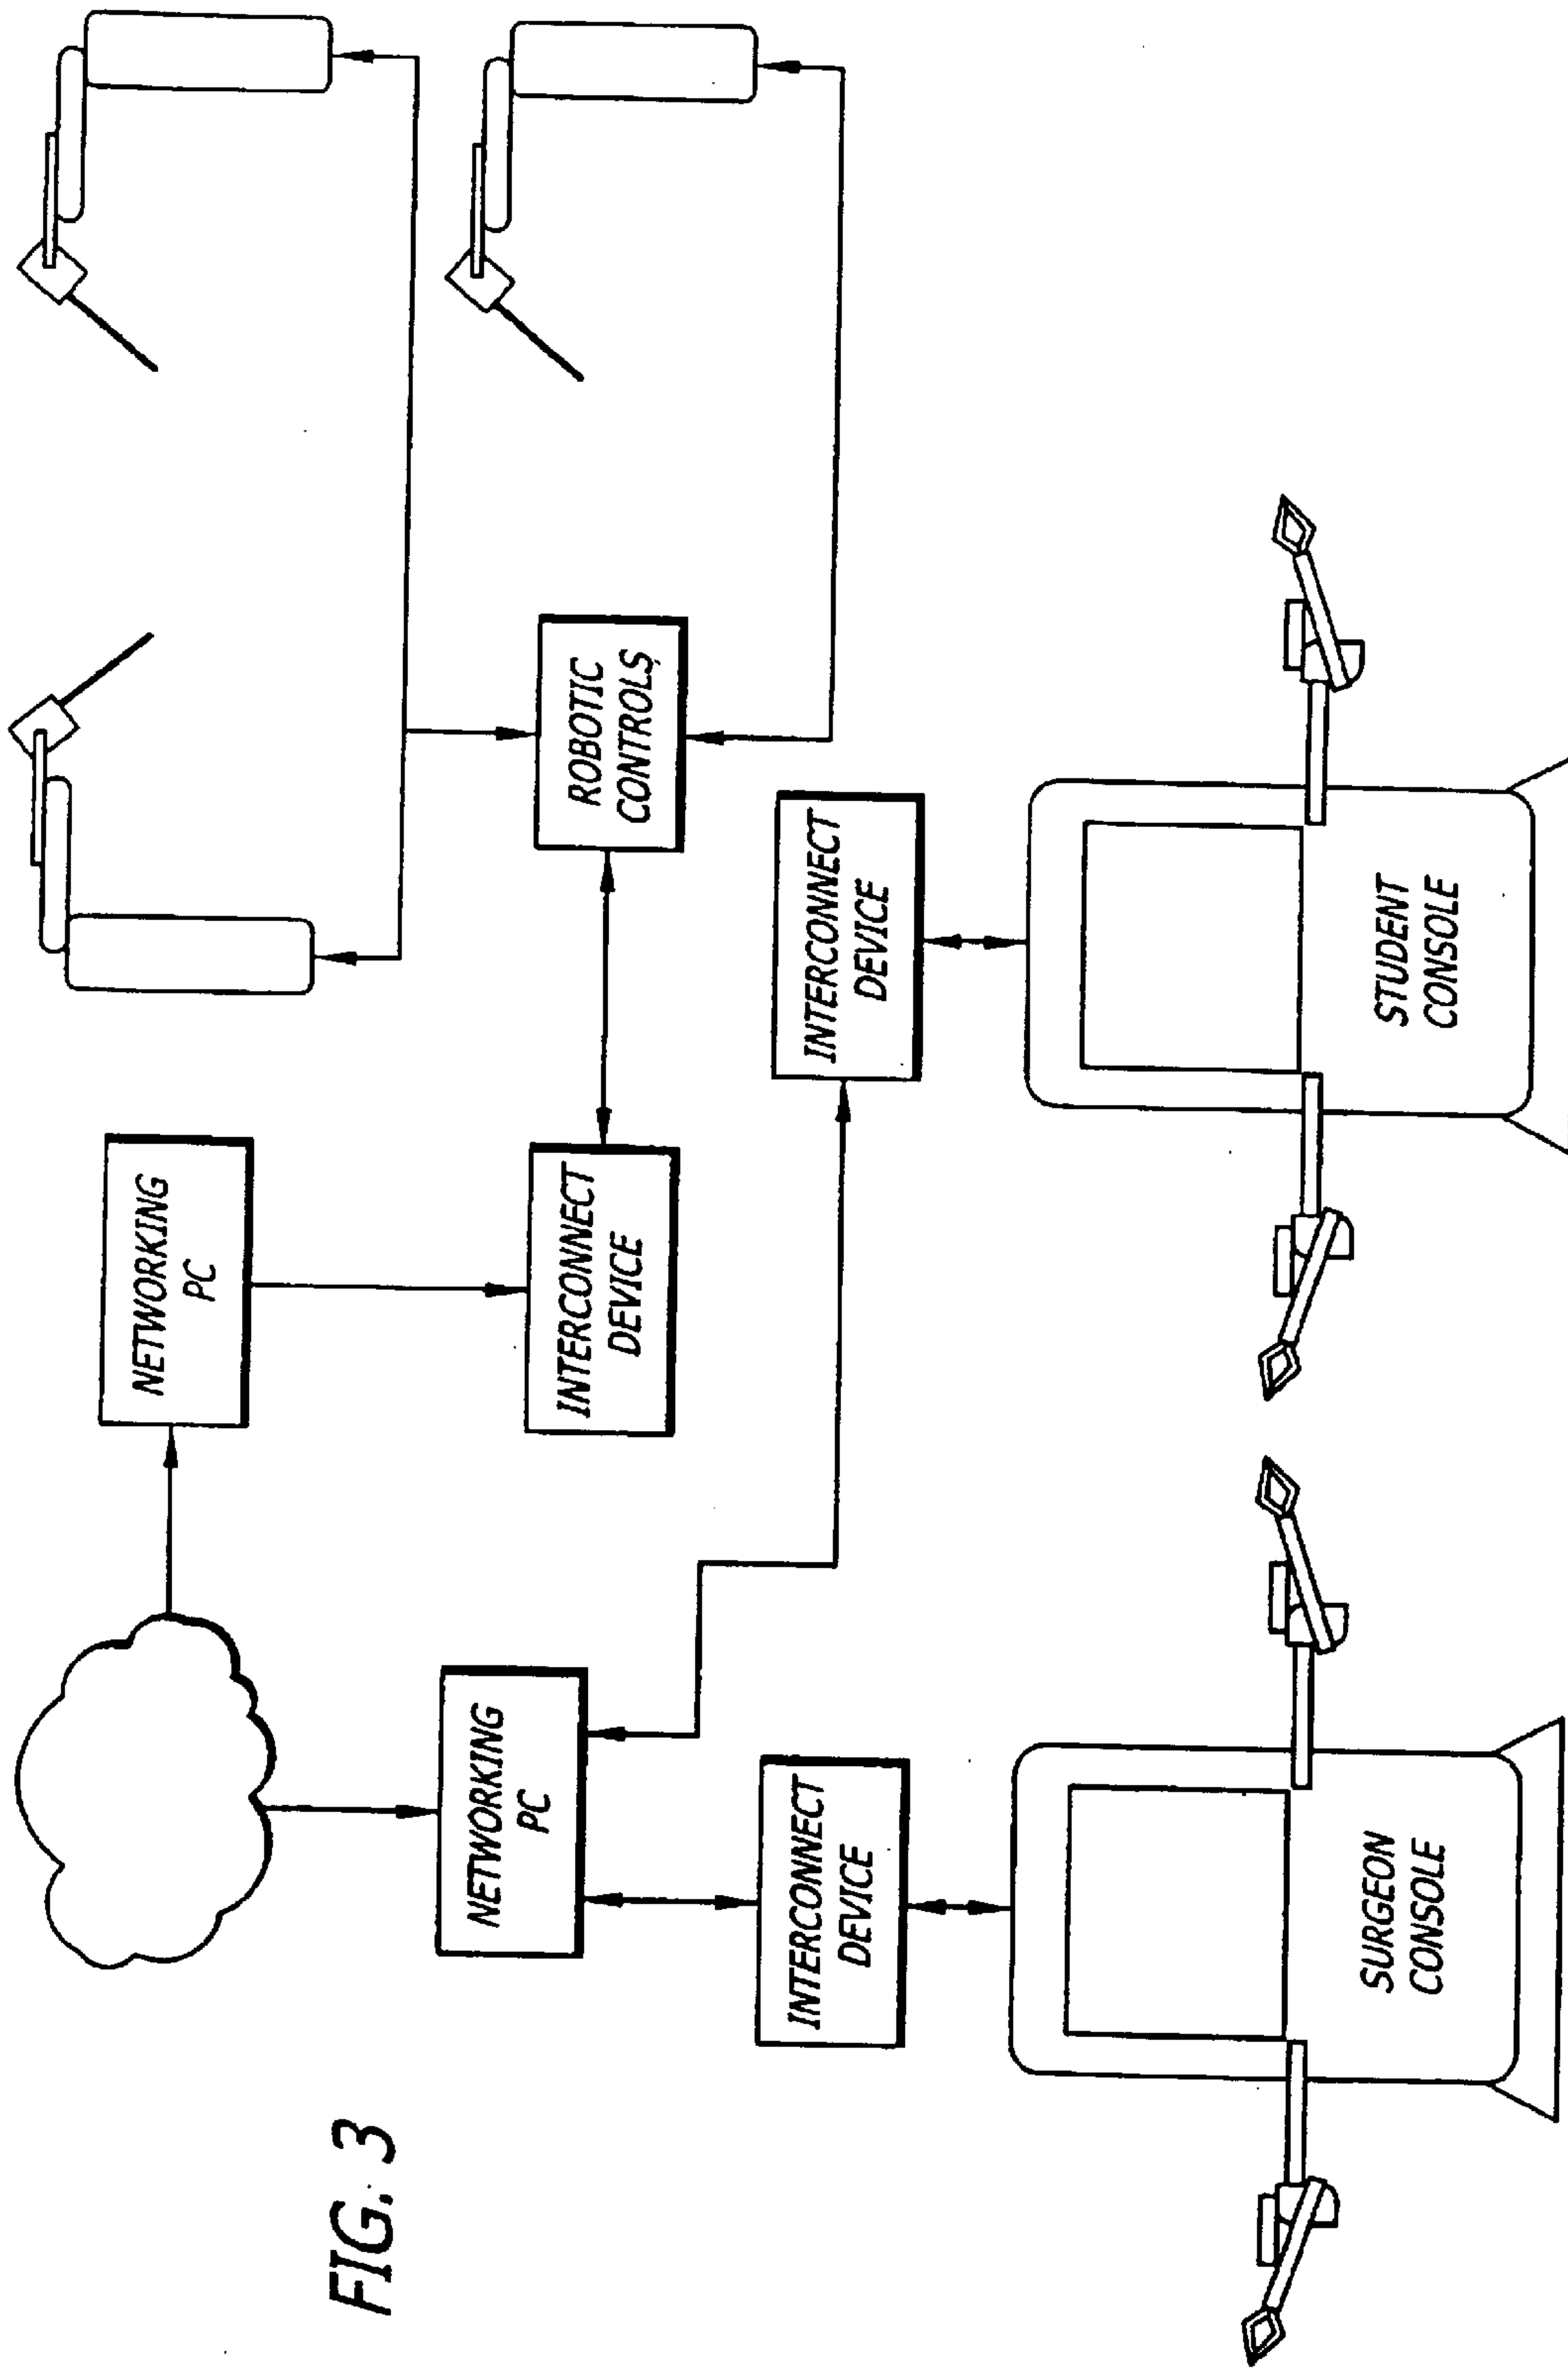 FIG. 3
NETWORKING
PC
NETWORKING
PC
INTERCONNECT
DEVICE
ROBOTIC
CONTROLS
INTERCONNECT
DEVICE
INTERCONNECT
DEVICE
SURGEON
CONSOLE
STUDENT
CONSOLE